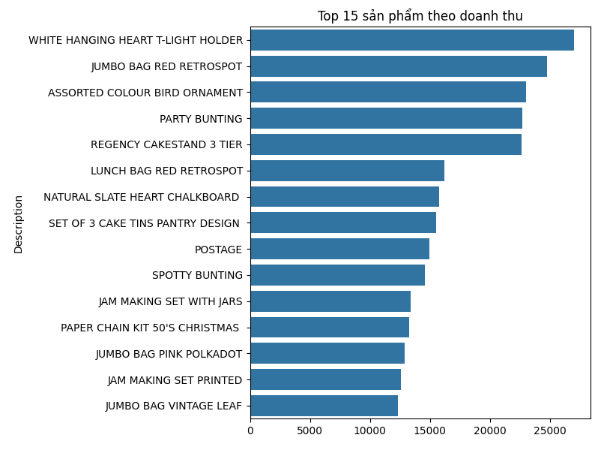 Top 15 sản phẩm theo doanh thu
WHITE HANGING HEART T-LIGHT HOLDER
JUMBO BAG RED RETROSPOT
ASSORTED COLOUR BIRD ORNAMENT
PARTY BUNTING
REGENCY CAKESTAND 3 TIER
LUNCH BAG RED RETROSPOT
NATURAL SLATE HEART CHALKBOARD
SET OF 3 CAKE TINS PANTRY DESIGN
POSTAGE
SPOTTY BUNTING
JAM MAKING SET WITH JARS
PAPER CHAIN KIT 50'S CHRISTMAS
JUMBO BAG PINK POLKADOT
JAM MAKING SET PRINTED
JUMBO BAG VINTAGE LEAF
Description
0 5000 10000 15000 20000 25000